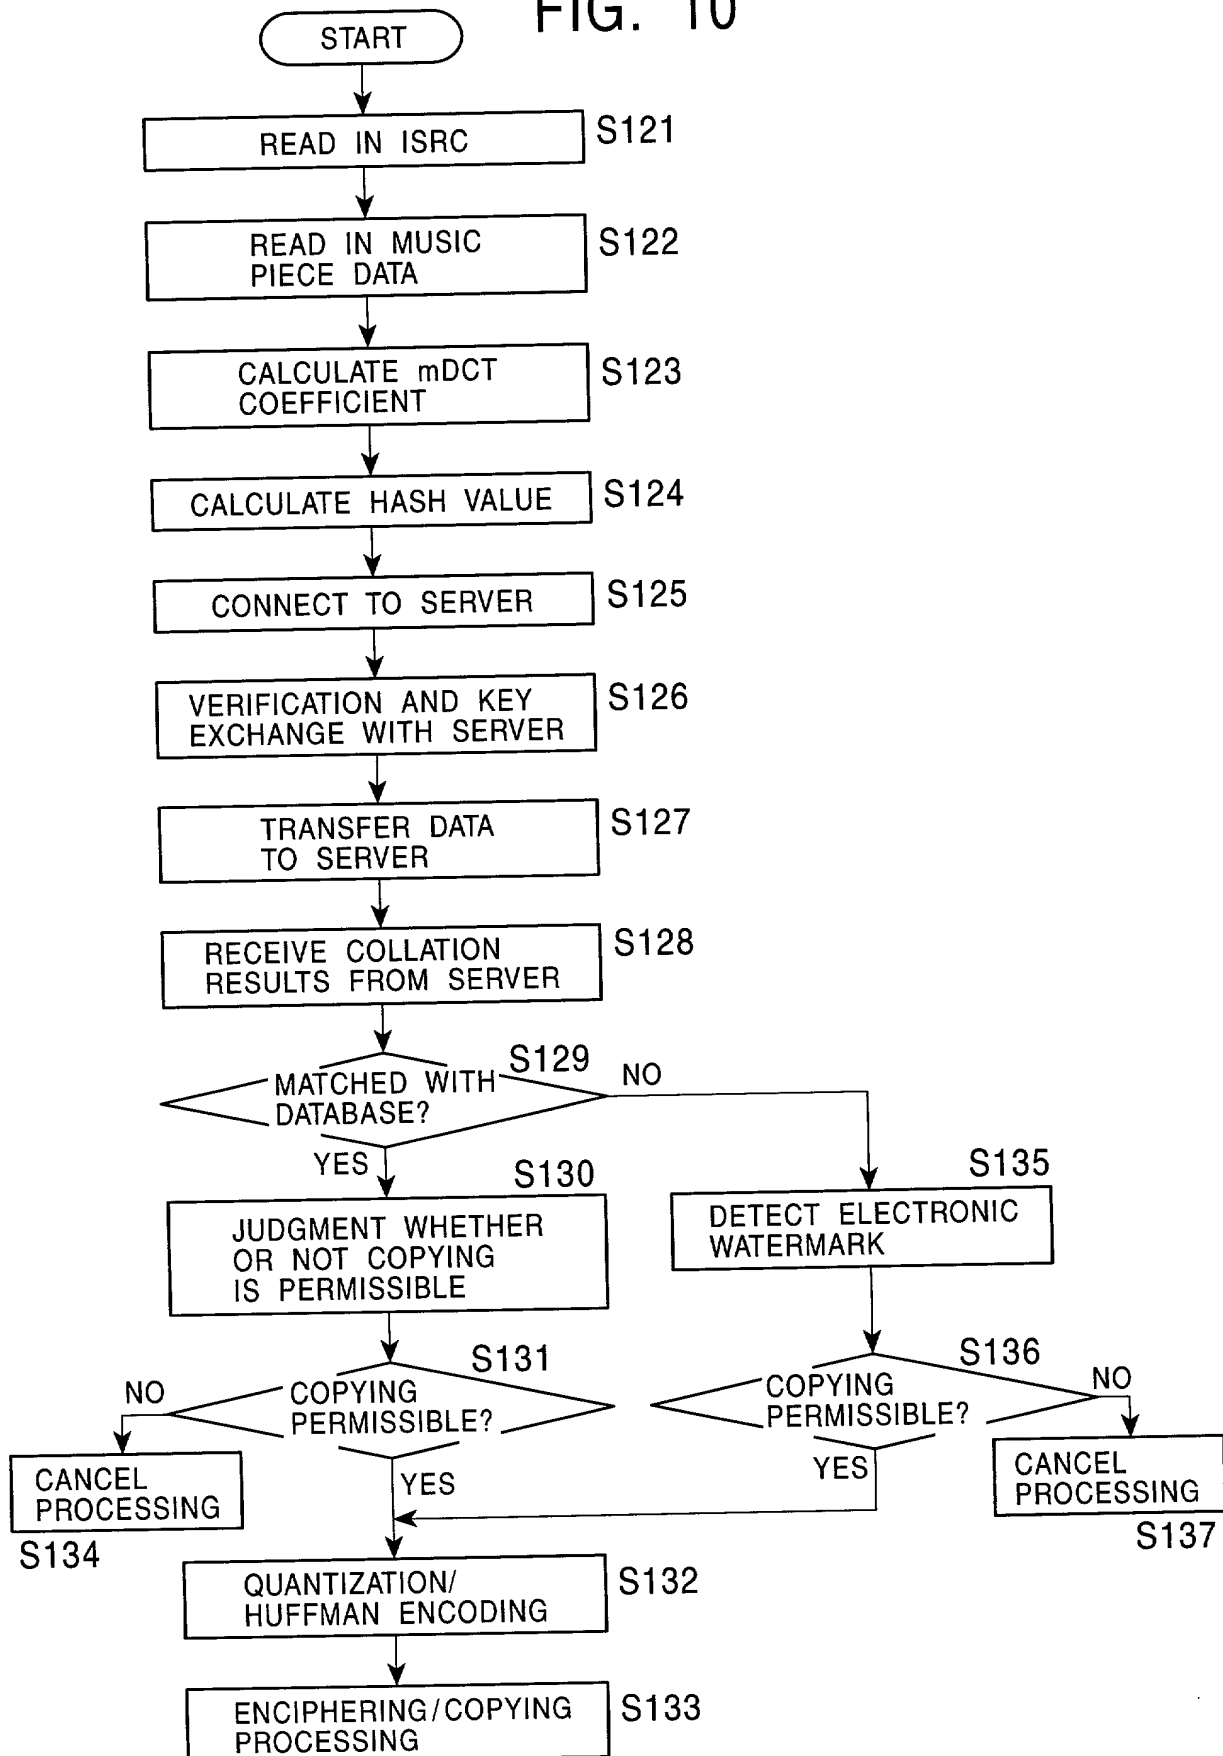 FIG. 10
START
READ IN ISRC
S121
READ IN MUSIC
PIECE DATA
S122
CALCULATE mDCT
COEFFICIENT
S123
CALCULATE HASH VALUE
S124
CONNECT TO SERVER
S125
VERIFICATION AND KEY
EXCHANGE WITH SERVER
S126
TRANSFER DATA
TO SERVER
S127
RECEIVE COLLATION
RESULTS FROM SERVER
S128
S129
MATCHED WITH
DATABASE?
NO
YES
S130
JUDGMENT WHETHER
OR NOT COPYING
IS PERMISSIBLE
S135
DETECT ELECTRONIC
WATERMARK
S131
COPYING
PERMISSIBLE?
NO
YES
S136
COPYING
PERMISSIBLE?
NO
YES
CANCEL
PROCESSING
S134
CANCEL
PROCESSING
S137
QUANTIZATION/
HUFFMAN ENCODING
S132
ENCIPHERING/COPYING
PROCESSING
S133